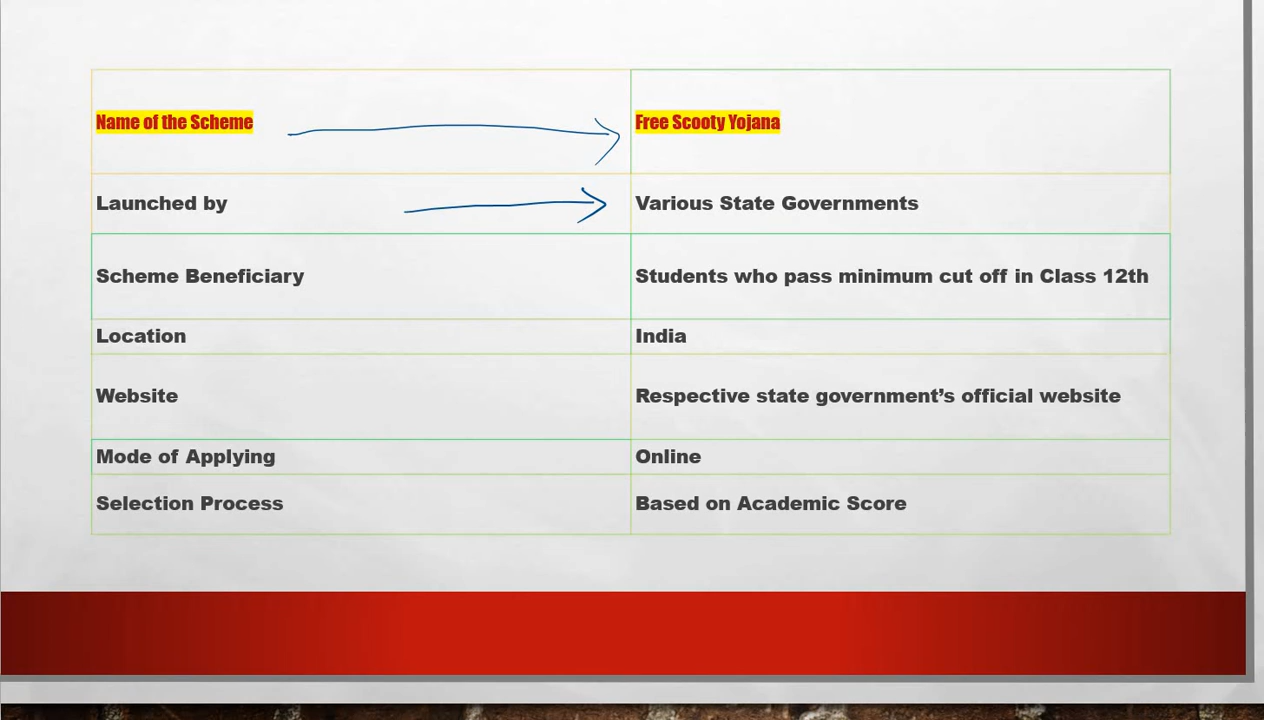 Name of the Scheme Free Scooty Yojana
Launched by Various State Governments
Scheme Beneficiary Students who pass minimum cut off in Class 12th
Location India
Website Respective state government’s official website
Mode of Applying Online
Selection Process Based on Academic Score